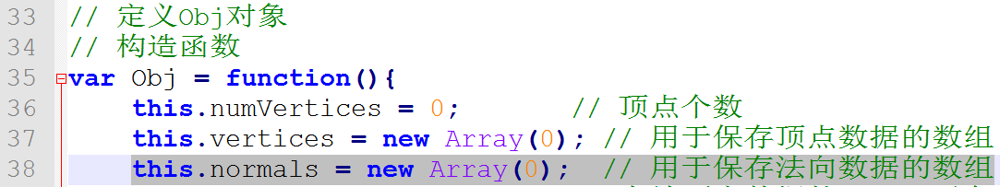 33 // 定义Obj对象
34 // 构造函数
35 var Obj = function(){
36 this.numVertices = 0; // 顶点个数
37 this.vertices = new Array(0); // 用于保存顶点数据的数组
38 this.normals = new Array(0); // 用于保存法向数据的数组